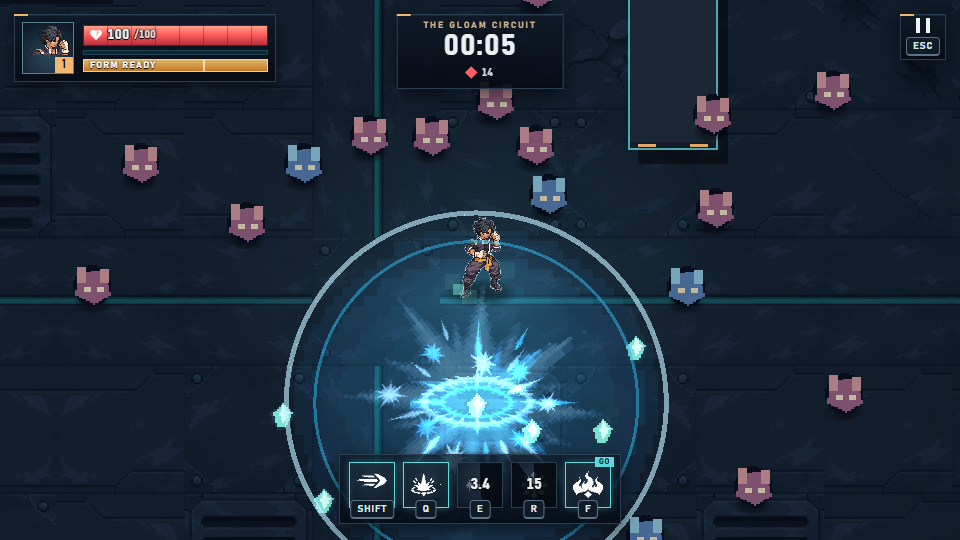 100 /100
1
FORM READY
THE GLOAM CIRCUIT
00:05
14
ESC
GO
3.4
15
SHIFT
Q
E
R
F